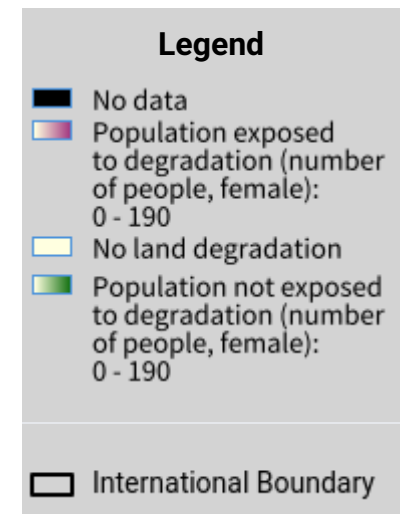 Legend
No data
Population exposed
to degradation (number
of people, female):
0 - 190
No land degradation
Population not exposed
to degradation (number
of people, female):
0 - 190
International Boundary